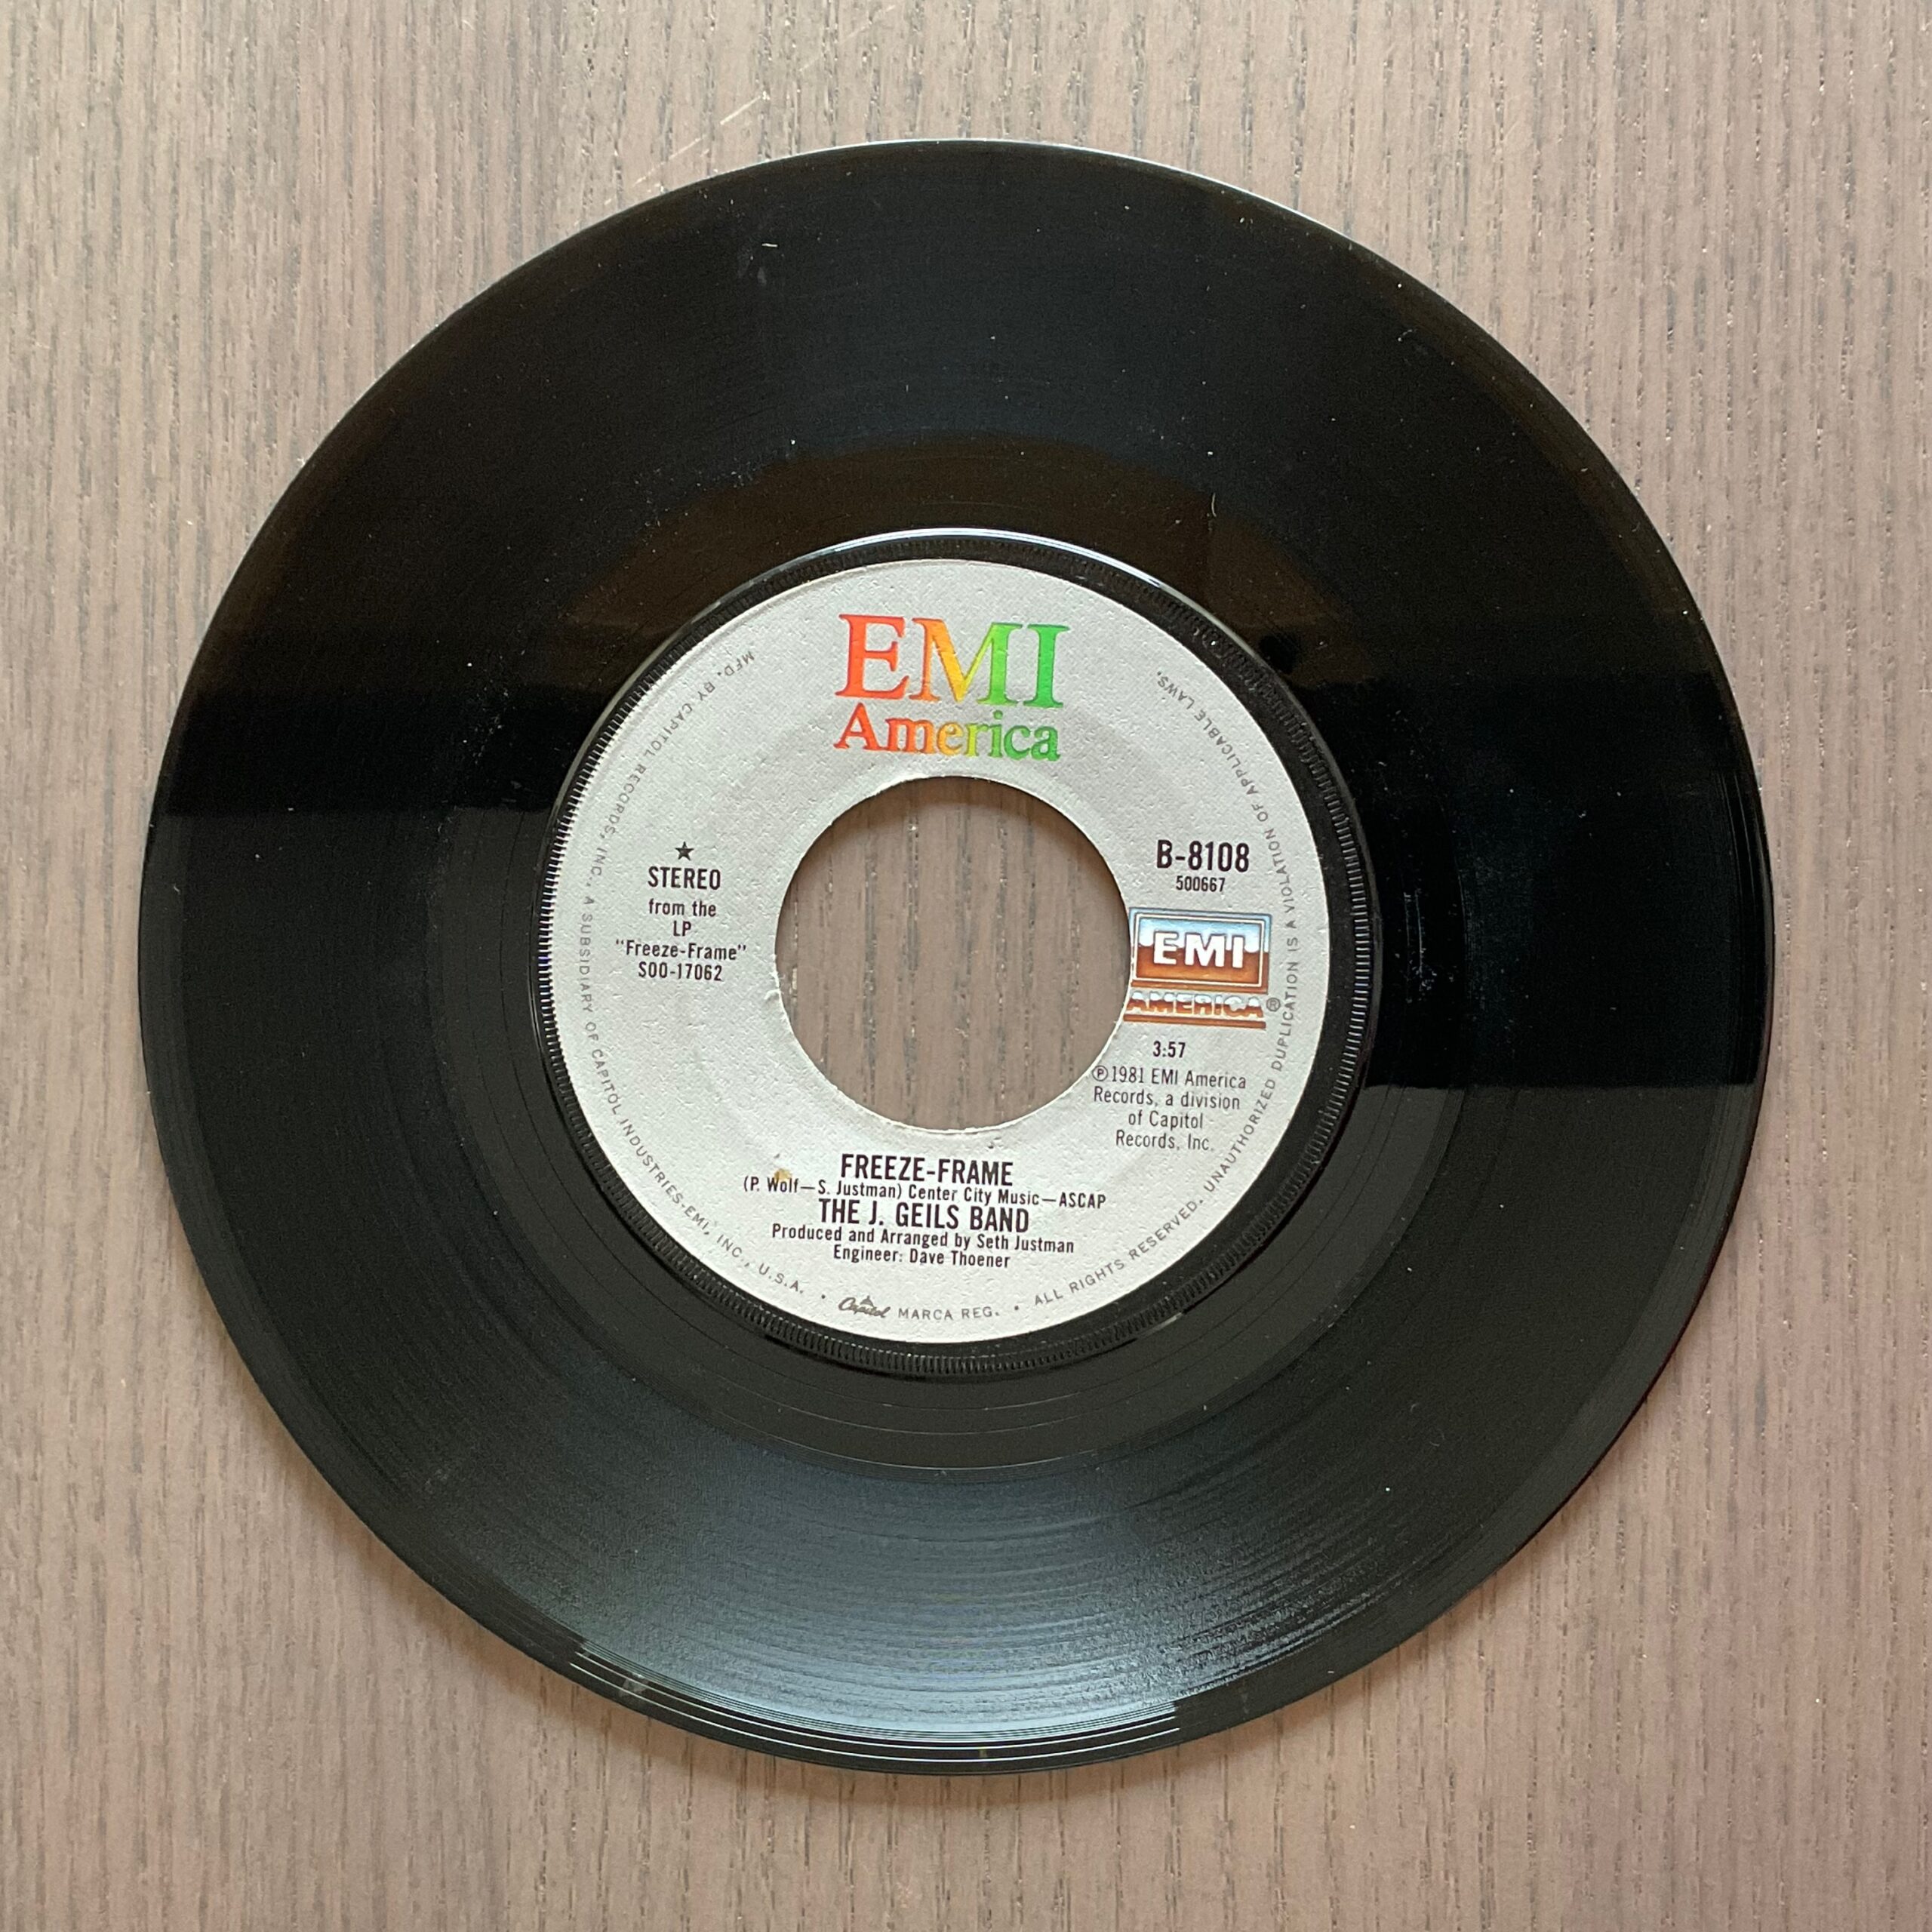 EMI
America
★
STEREO
from the
LP
"Freeze-Frame"
SOO-17062
B-8108
500667
EMI
AMERICA®
3:57
℗1981 EMI America
Records, a division
of Capitol
Records, Inc.
FREEZE-FRAME
(P. Wolf—S. Justman) Center City Music—ASCAP
THE J. GEILS BAND
Produced and Arranged by Seth Justman
Engineer: Dave Thoener
MFD. BY CAPITOL RECORDS, INC., A SUBSIDIARY OF CAPITOL INDUSTRIES-EMI, INC., U.S.A. • Capitol MARCA REG. • ALL RIGHTS RESERVED. UNAUTHORIZED DUPLICATION IS A VIOLATION OF APPLICABLE LAWS.